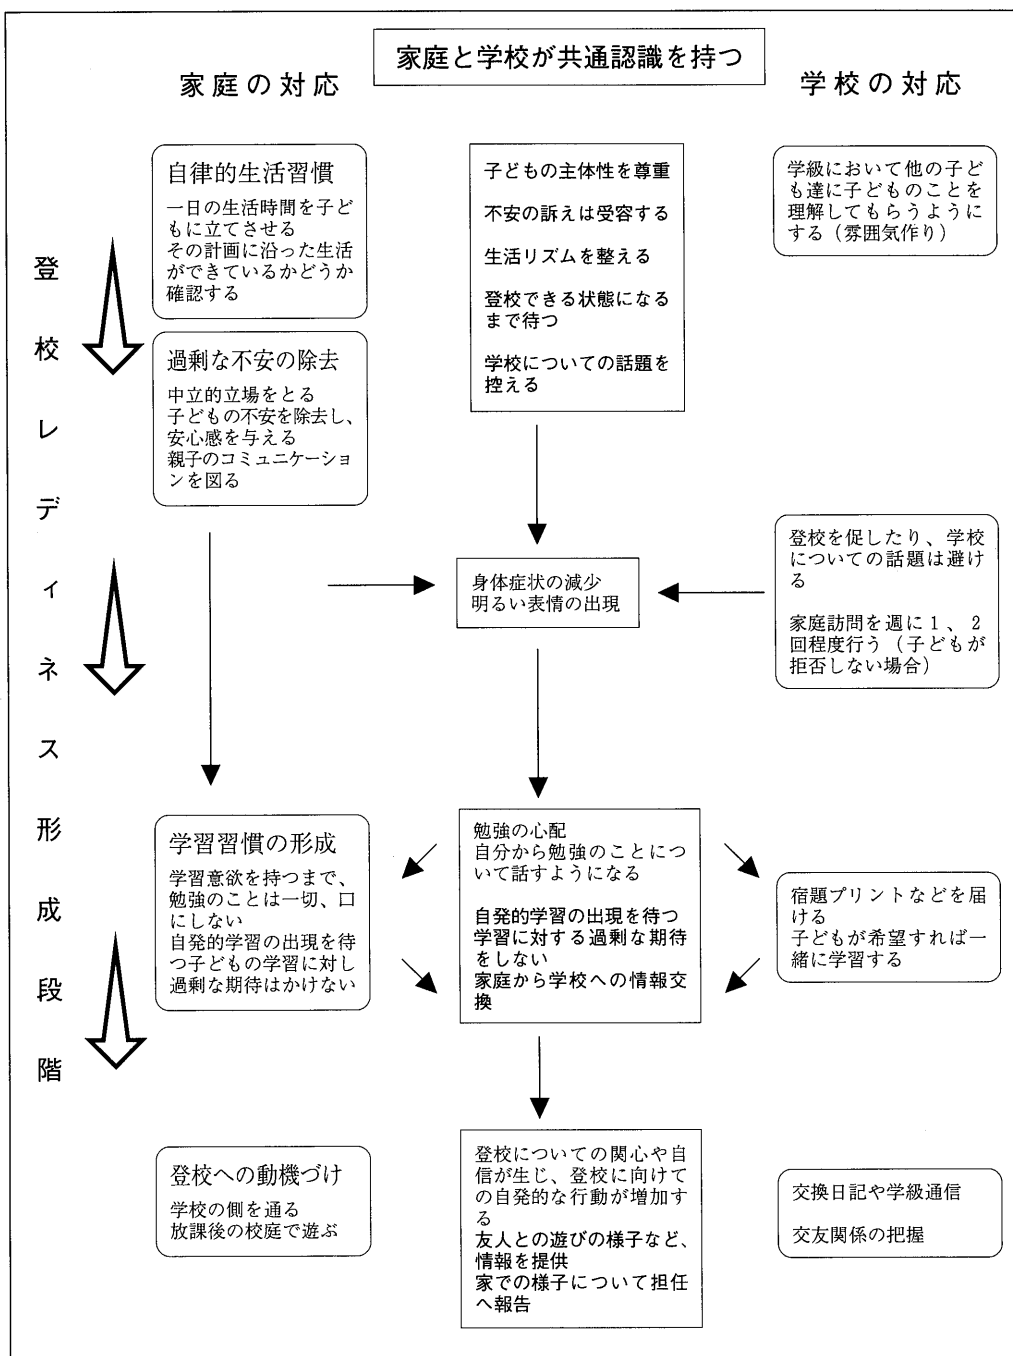 家庭と学校が共通認識を持つ
家庭の対応
学校の対応
登校レディネス形成段階
自律的生活習慣
一日の生活時間を子ど
もに立てさせる
その計画に沿った生活
ができているかどうか
確認する
子どもの主体性を尊重
不安の訴えは受容する
生活リズムを整える
登校できる状態になる
まで待つ
学校についての話題を
控える
学級において他の子ど
も達に子どものことを
理解してもらうように
する（雰囲気作り）
過剰な不安の除去
中立的立場をとる
子どもの不安を除去し、
安心感を与える
親子のコミュニケーショ
ンを図る
身体症状の減少
明るい表情の出現
登校を促したり、学校
についての話題は避け
る
家庭訪問を週に１、２
回程度行う（子どもが
拒否しない場合）
学習習慣の形成
学習意欲を持つまで、
勉強のことは一切、口
にしない
自発的学習の出現を待
つ子どもの学習に対し
過剰な期待はかけない
勉強の心配
自分から勉強のことにつ
いて話すようになる
自発的学習の出現を待つ
学習に対する過剰な期待
をしない
家庭から学校への情報交
換
宿題プリントなどを届
ける
子どもが希望すれば一
緒に学習する
登校への動機づけ
学校の側を通る
放課後の校庭で遊ぶ
登校についての関心や自
信が生じ、登校に向けて
の自発的な行動が増加す
る
友人との遊びの様子など、
情報を提供
家での様子について担任
へ報告
交換日記や学級通信
交友関係の把握